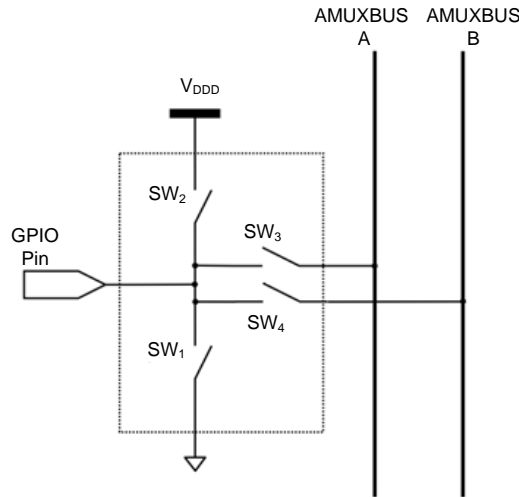 AMUXBUS
A
AMUXBUS
B
VDDD
SW2
GPIO
Pin
SW3
SW4
SW1